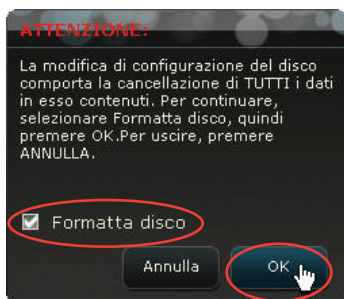 ATTENZIONE:
La modifica di configurazione del disco
comporta la cancellazione di TUTTI i dati
in esso contenuti. Per continuare,
selezionare Formatta disco, quindi
premere OK.Per uscire, premere
ANNULLA.
Formatta disco
Annulla
OK